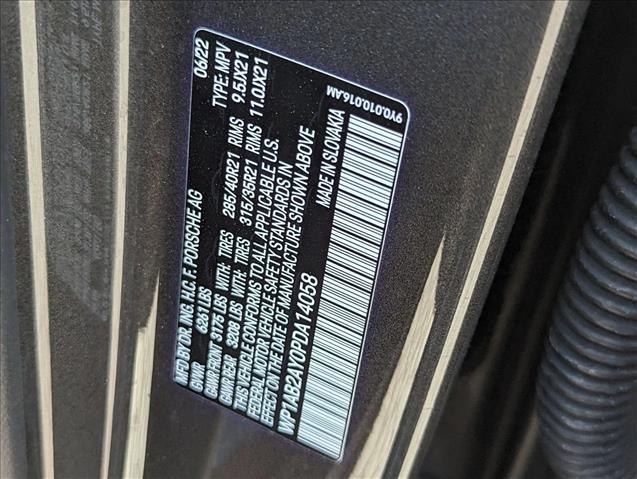 MFD BY DR. ING. H.C. F. PORSCHE AG 06/22
GVWR 6261 LBS TYPE: MPV
GAWR FRONT 3175 LBS WITH: TIRES 285/40R21 RIMS 9.5JX21
GAWR REAR 3208 LBS WITH: TIRES 315/35R21 RIMS 11.0JX21
THIS VEHICLE CONFORMS TO ALL APPLICABLE U.S.
FEDERAL MOTOR VEHICLE SAFETY STANDARDS IN
EFFECT ON THE DATE OF MANUFACTURE SHOWN ABOVE
WP1AB2AY0PDA14058 MADE IN SLOVAKIA
9Y0.010.016.AM